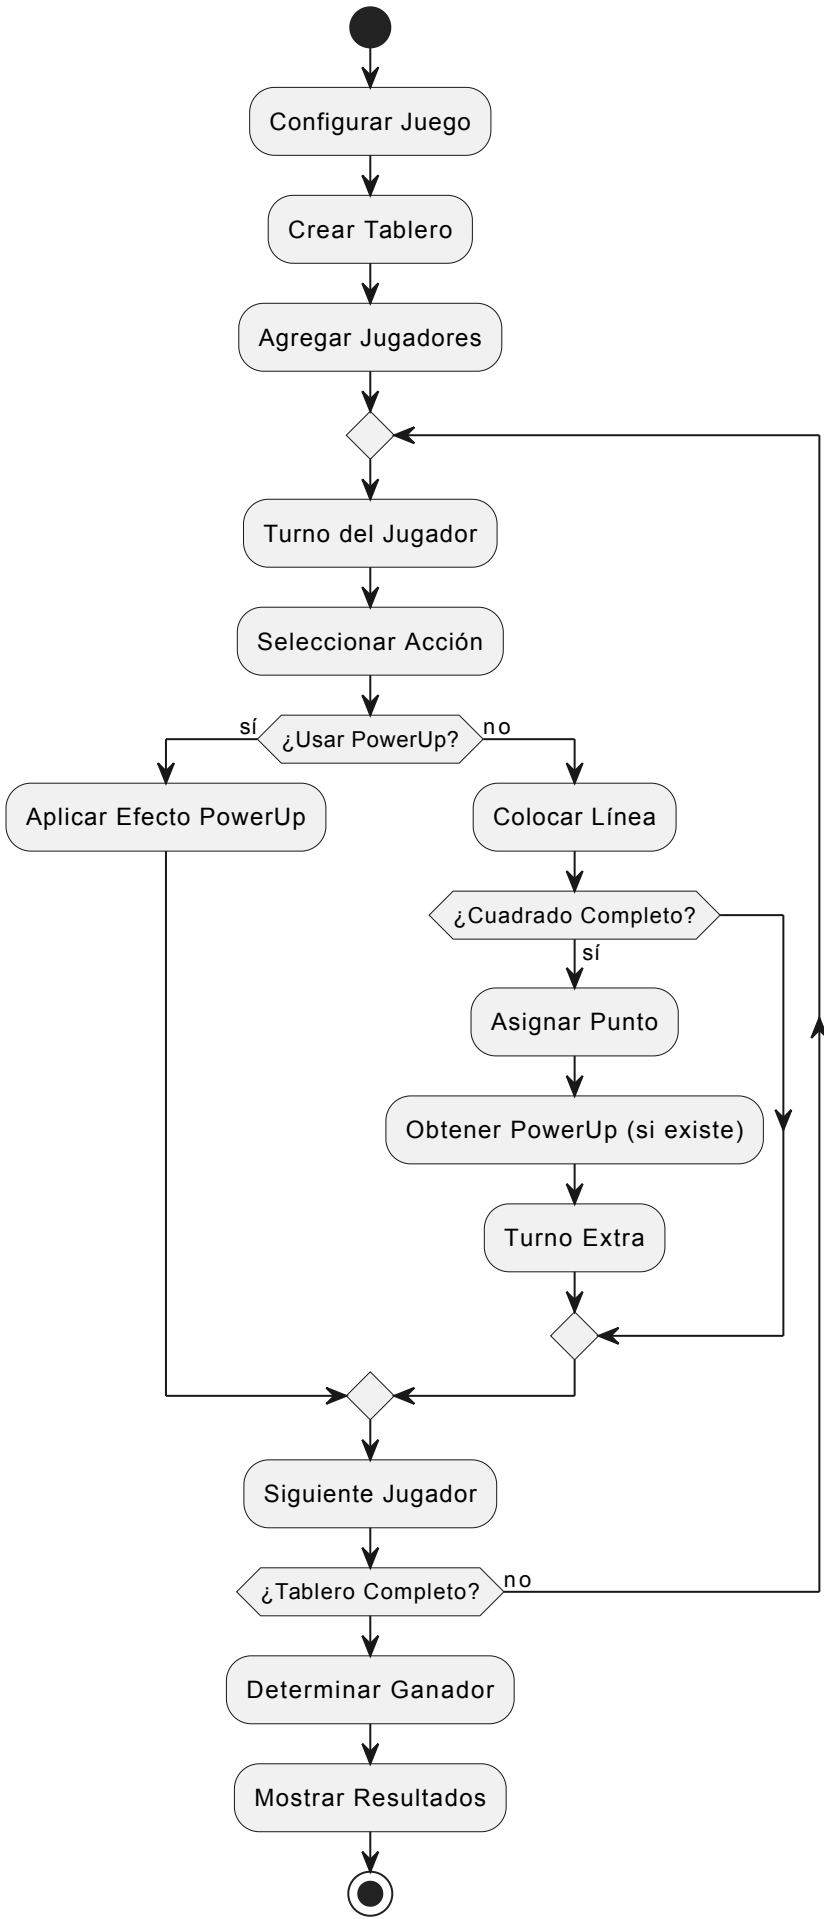 Configurar Juego
Crear Tablero
Agregar Jugadores
Turno del Jugador
Seleccionar Acción
sí
¿Usar PowerUp?
no
Aplicar Efecto PowerUp
Colocar Línea
¿Cuadrado Completo?
sí
Asignar Punto
Obtener PowerUp (si existe)
Turno Extra
Siguiente Jugador
¿Tablero Completo?
no
Determinar Ganador
Mostrar Resultados